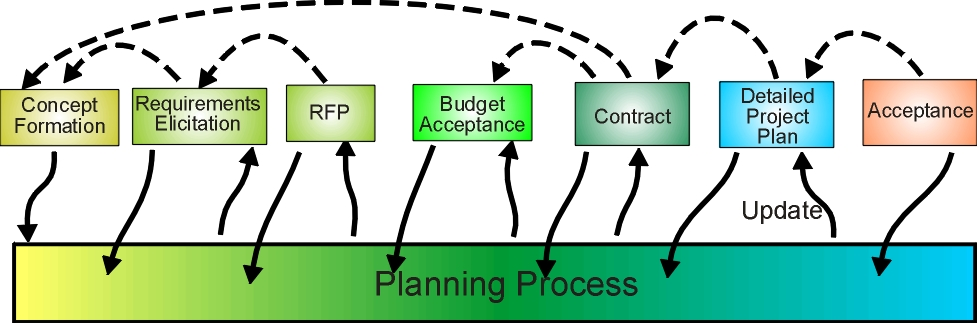 Concept
Formation
Requirements
Elicitation
RFP
Budget
Acceptance
Contract
Detailed
Project
Plan
Acceptance
Update
Planning Process